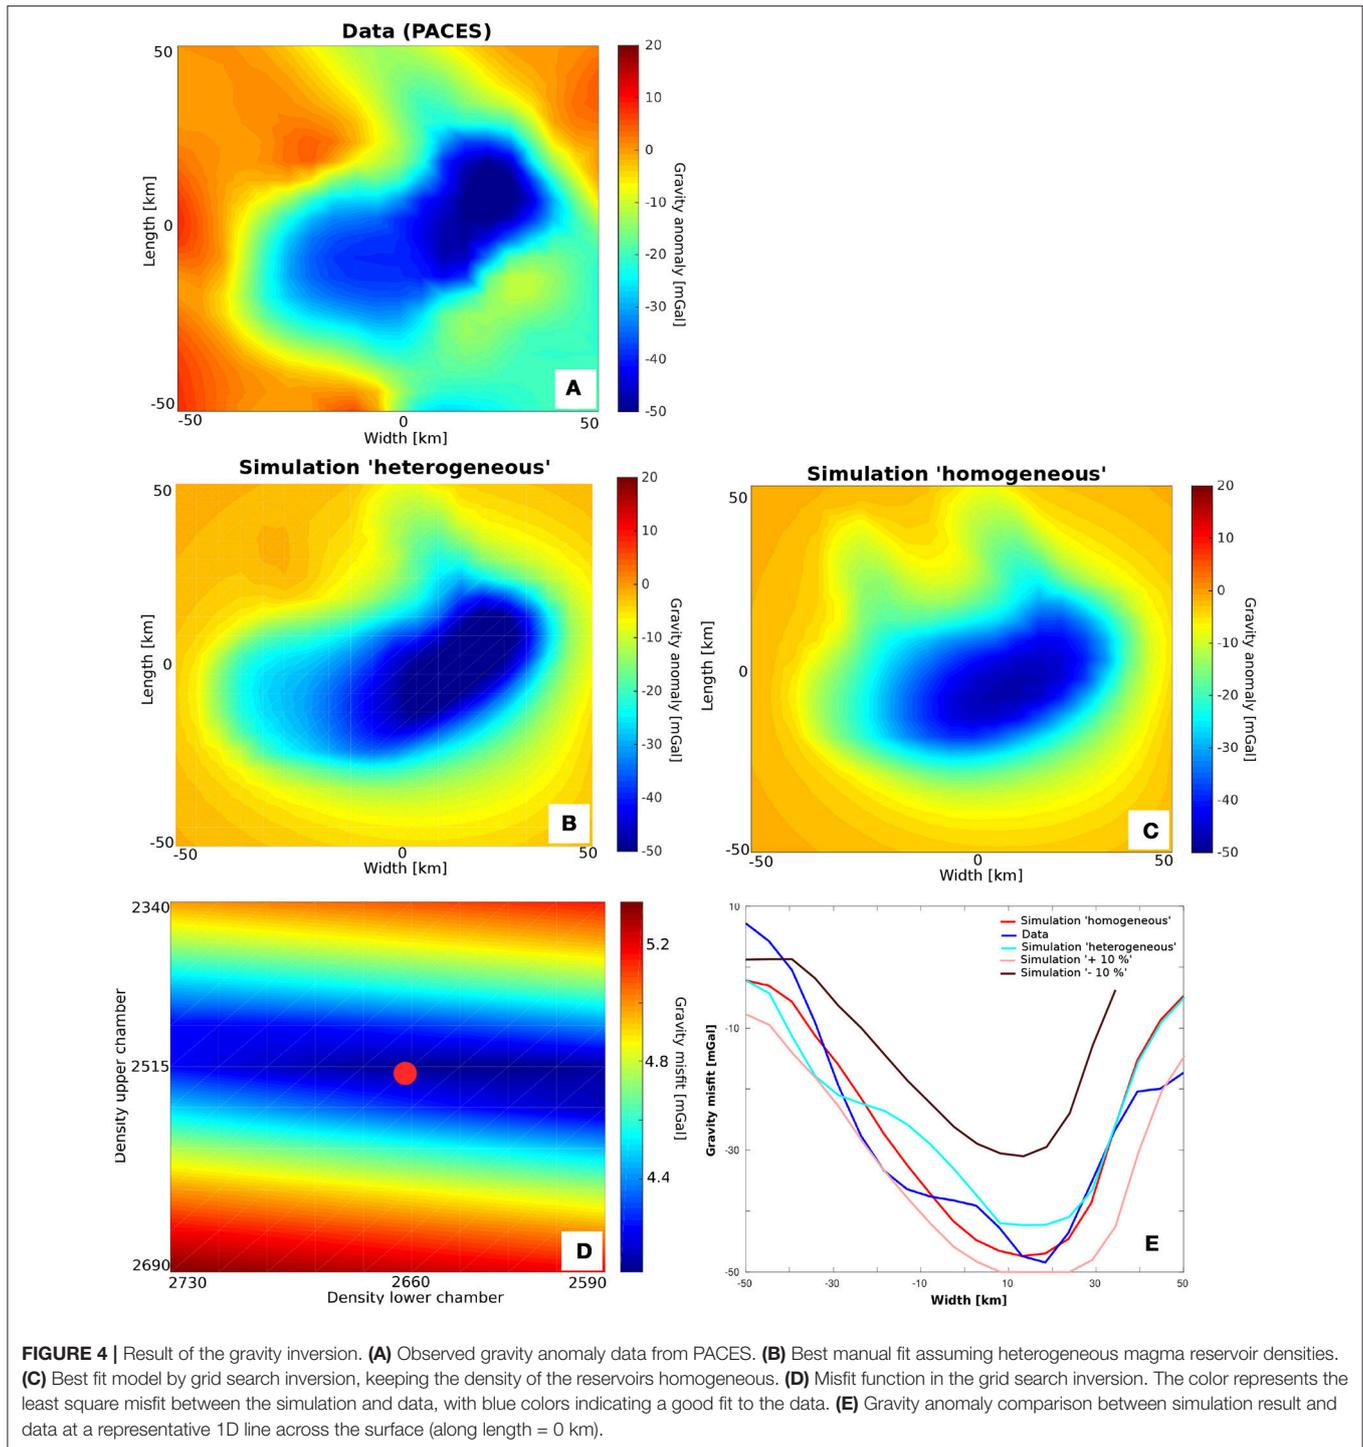 Data (PACES)
50
0
-50
Length [km]
-50
0
50
Width [km]
A
20
10
0
-10
-20
-30
-40
-50
Gravity anomaly [mGal]
Simulation 'heterogeneous'
50
0
-50
Length [km]
-50
0
50
Width [km]
B
20
10
0
-10
-20
-30
-40
-50
Gravity anomaly [mGal]
Simulation 'homogeneous'
50
0
-50
Length [km]
-50
0
50
Width [km]
C
20
10
0
-10
-20
-30
-40
-50
Gravity anomaly [mGal]
2340
2515
2690
Density upper chamber
2730
2660
2590
Density lower chamber
D
5.2
4.8
4.4
Gravity misfit [mGal]
10
-10
-30
-50
Gravity misfit [mGal]
-50
-30
-10
10
30
50
Width [km]
Simulation 'homogeneous'
Data
Simulation 'heterogeneous'
Simulation '+ 10 %'
Simulation '- 10 %'
E
FIGURE 4 | Result of the gravity inversion. (A) Observed gravity anomaly data from PACES. (B) Best manual fit assuming heterogeneous magma reservoir densities.
(C) Best fit model by grid search inversion, keeping the density of the reservoirs homogeneous. (D) Misfit function in the grid search inversion. The color represents the
least square misfit between the simulation and data, with blue colors indicating a good fit to the data. (E) Gravity anomaly comparison between simulation result and
data at a representative 1D line across the surface (along length = 0 km).